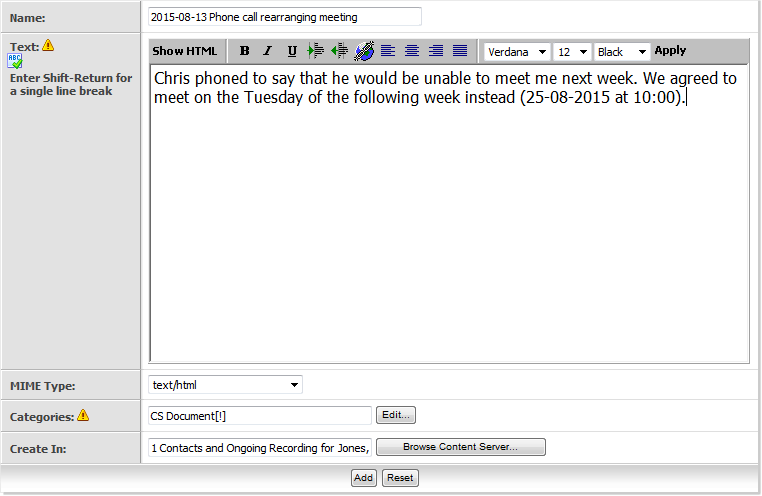 Name:
2015-08-13 Phone call rearranging meeting
Text:
ABC
Enter Shift-Return for
a single line break
Show HTML B I U Verdana 12 Black Apply
Chris phoned to say that he would be unable to meet me next week. We agreed to
meet on the Tuesday of the following week instead (25-08-2015 at 10:00).
MIME Type:
text/html
Categories:
CS Document[!]
Edit...
Create In:
1 Contacts and Ongoing Recording for Jones,
Browse Content Server...
Add Reset